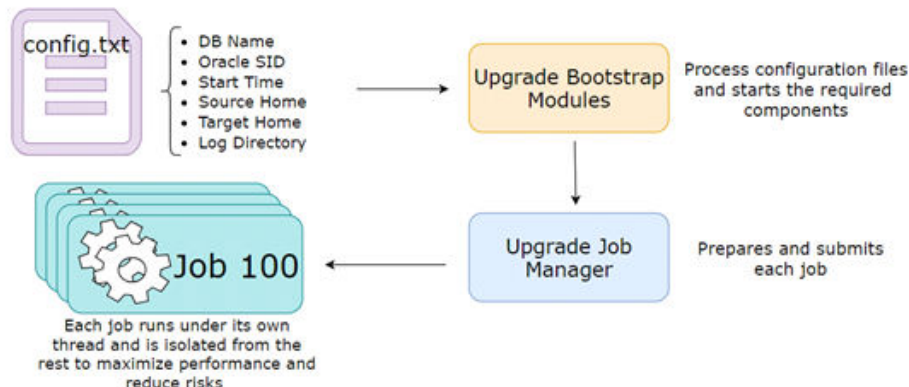 config.txt
• DB Name
• Oracle SID
• Start Time
• Source Home
• Target Home
• Log Directory
Upgrade Bootstrap
Modules
Process configuration files
and starts the required
components
Upgrade Job
Manager
Prepares and submits
each job
Job 100
Each job runs under its own
thread and is isolated from the
rest to maximize performance and
reduce risks